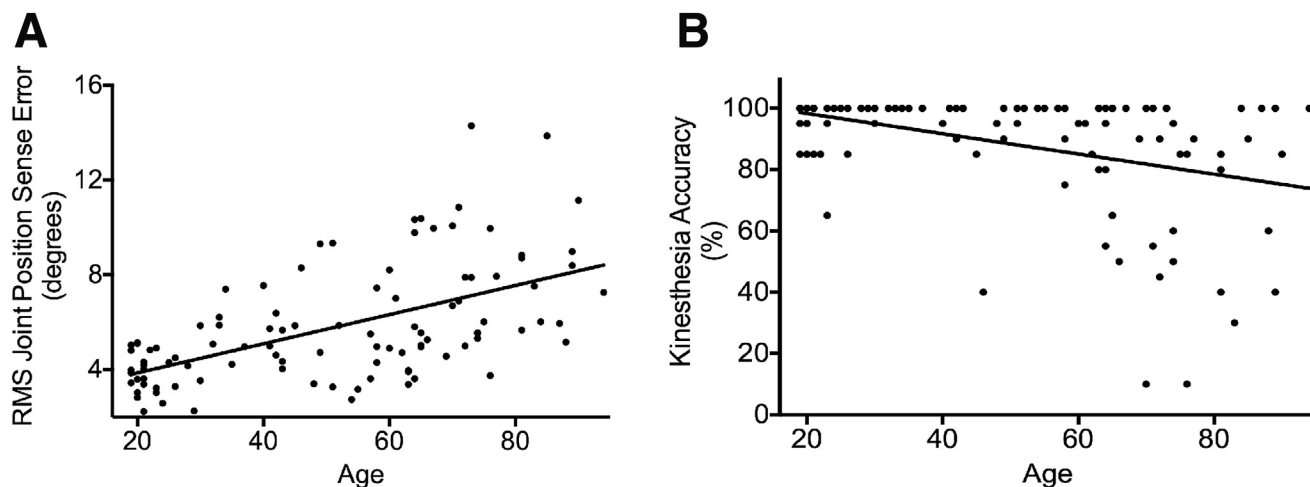 A
RMS Joint Position Sense Error
(degrees)
16
12
8
4
20 40 60 80
Age
B
Kinesthesia Accuracy
(%)
100
80
60
40
20
0
20 40 60 80
Age